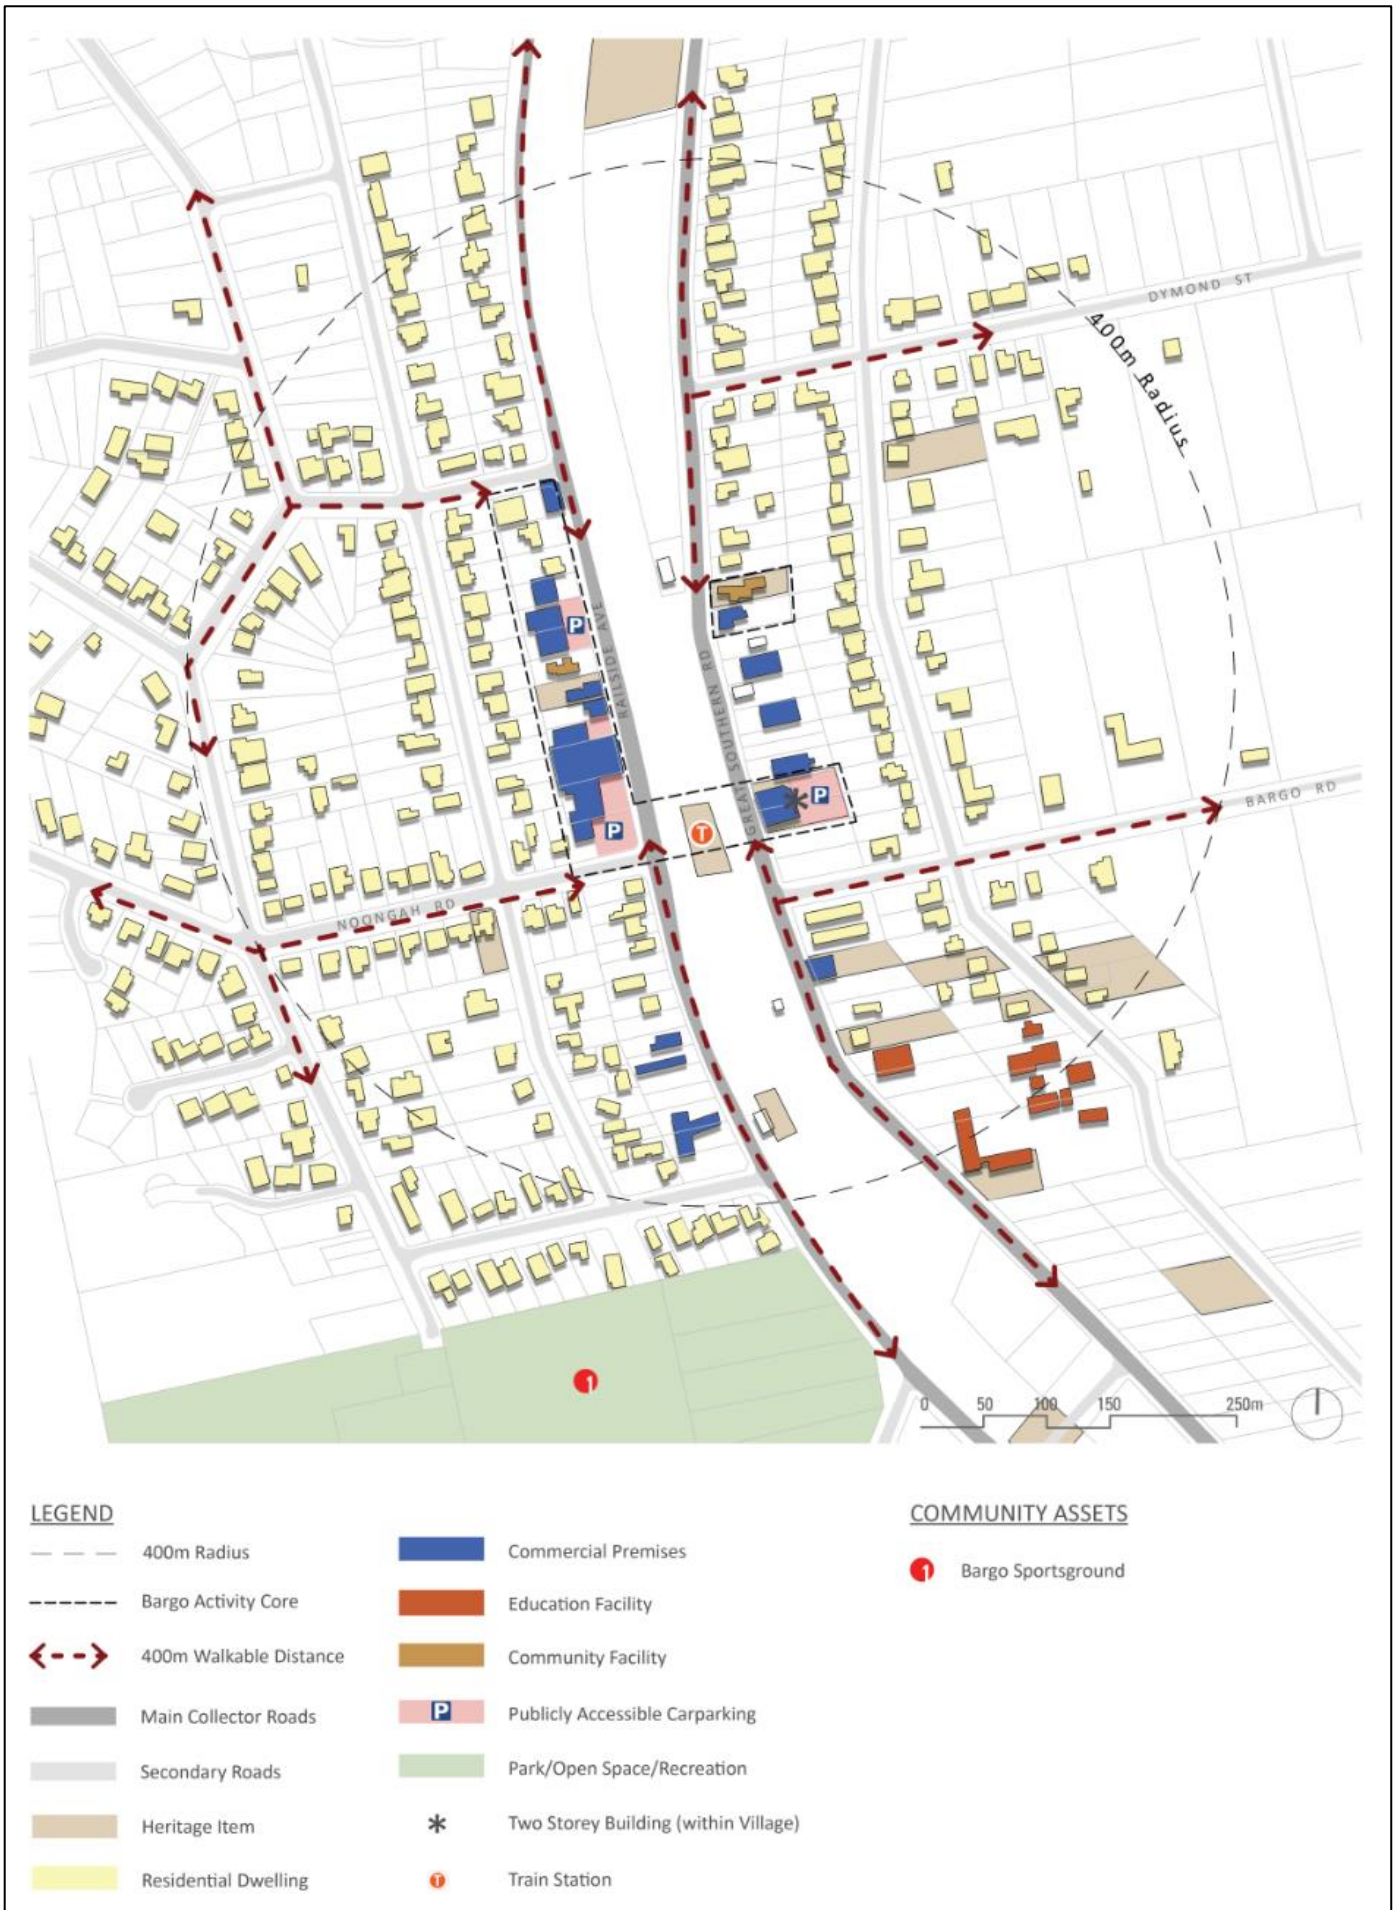 DYMOND ST
400m Radius
P
RAILSIDE AVE
GREAT SOUTHERN RD
P
P
T
BARGO RD
NOONGAH RD
1
0 50 100 150 250m
LEGEND
400m Radius
Bargo Activity Core
400m Walkable Distance
Main Collector Roads
Secondary Roads
Heritage Item
Residential Dwelling
Commercial Premises
Education Facility
Community Facility
P Publicly Accessible Carparking
Park/Open Space/Recreation
* Two Storey Building (within Village)
T Train Station
COMMUNITY ASSETS
1 Bargo Sportsground